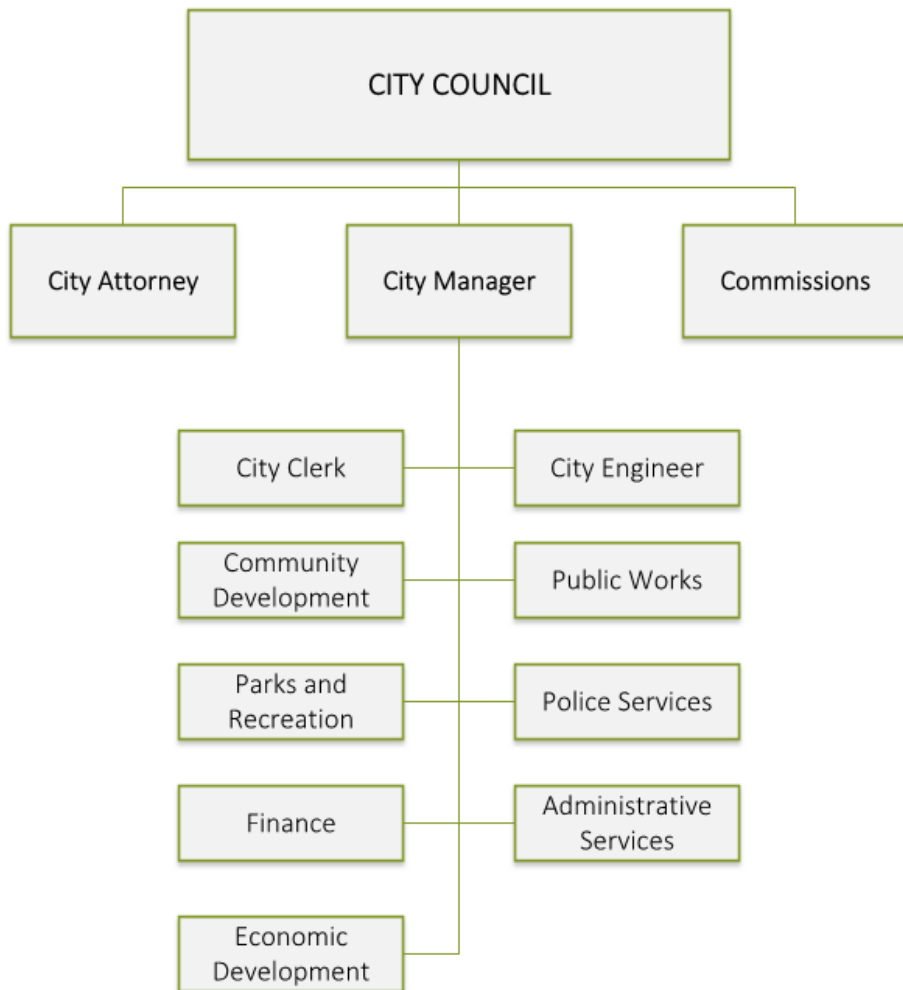 CITY COUNCIL
City Attorney
City Manager
Commissions
City Clerk
City Engineer
Community
Development
Public Works
Parks and
Recreation
Police Services
Finance
Administrative
Services
Economic
Development